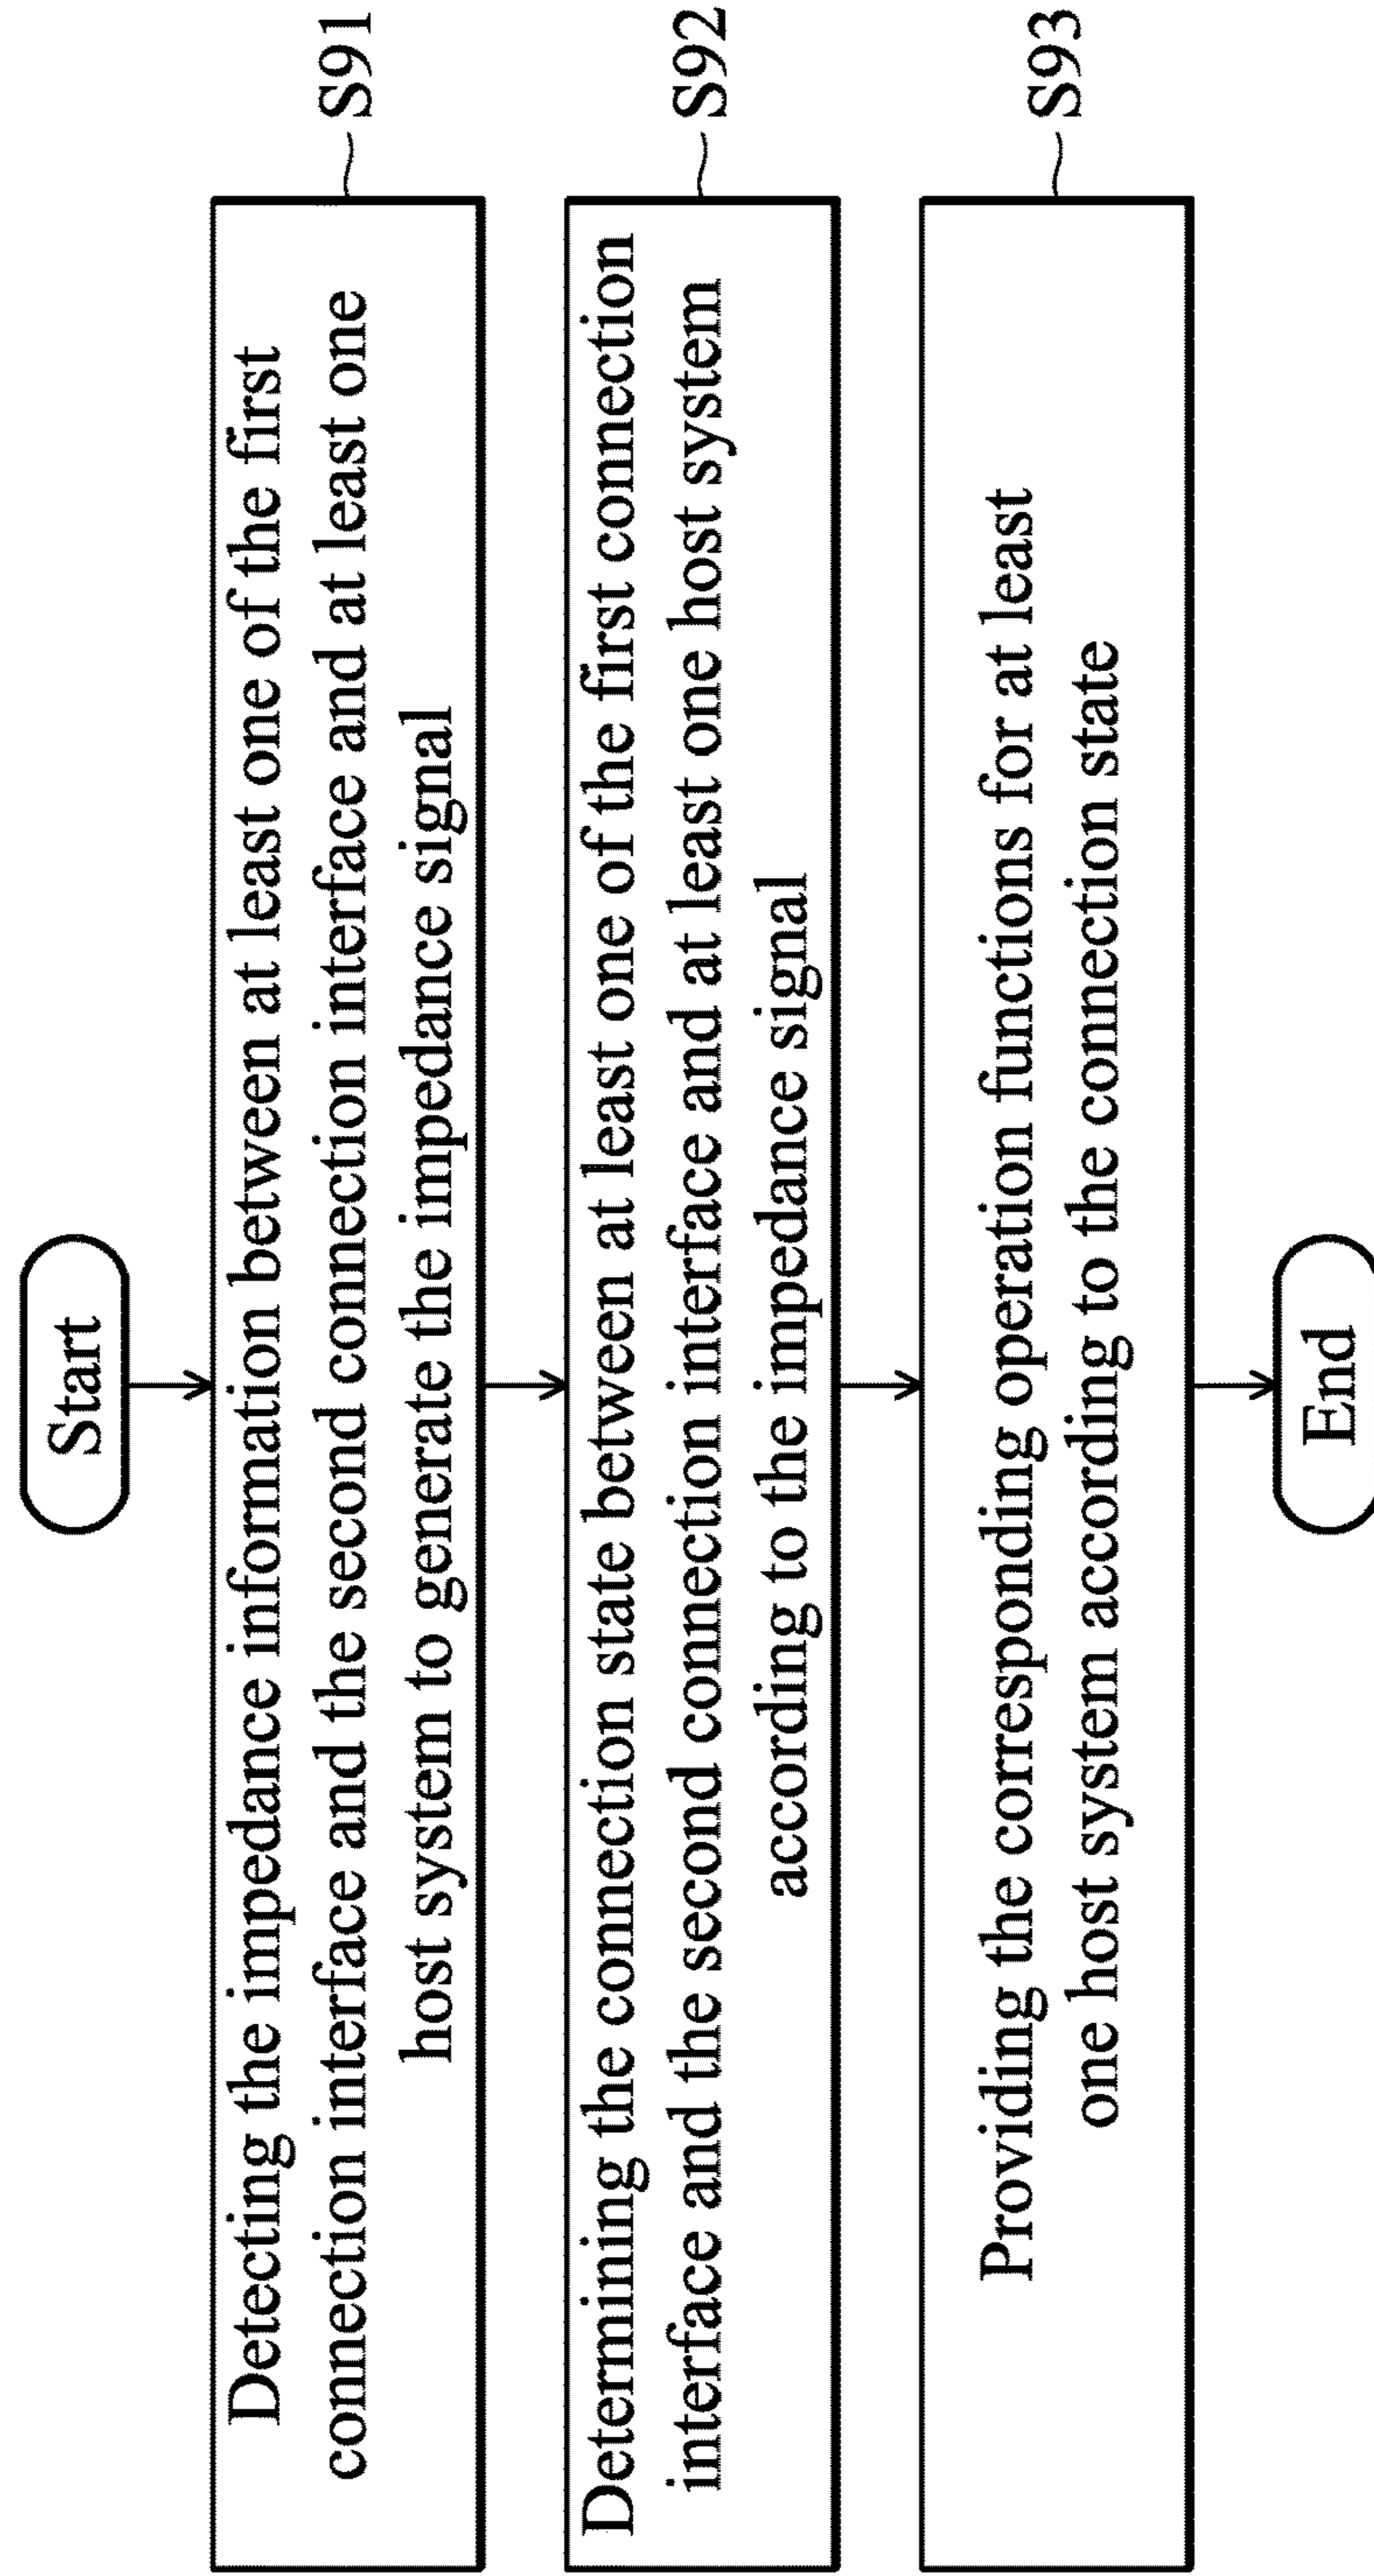 Start
Detecting the impedance information between at least one of the first
connection interface and the second connection interface and at least one
host system to generate the impedance signal
S91
Determining the connection state between at least one of the first connection
interface and the second connection interface and at least one host system
according to the impedance signal
S92
Providing the corresponding operation functions for at least
one host system according to the connection state
S93
End